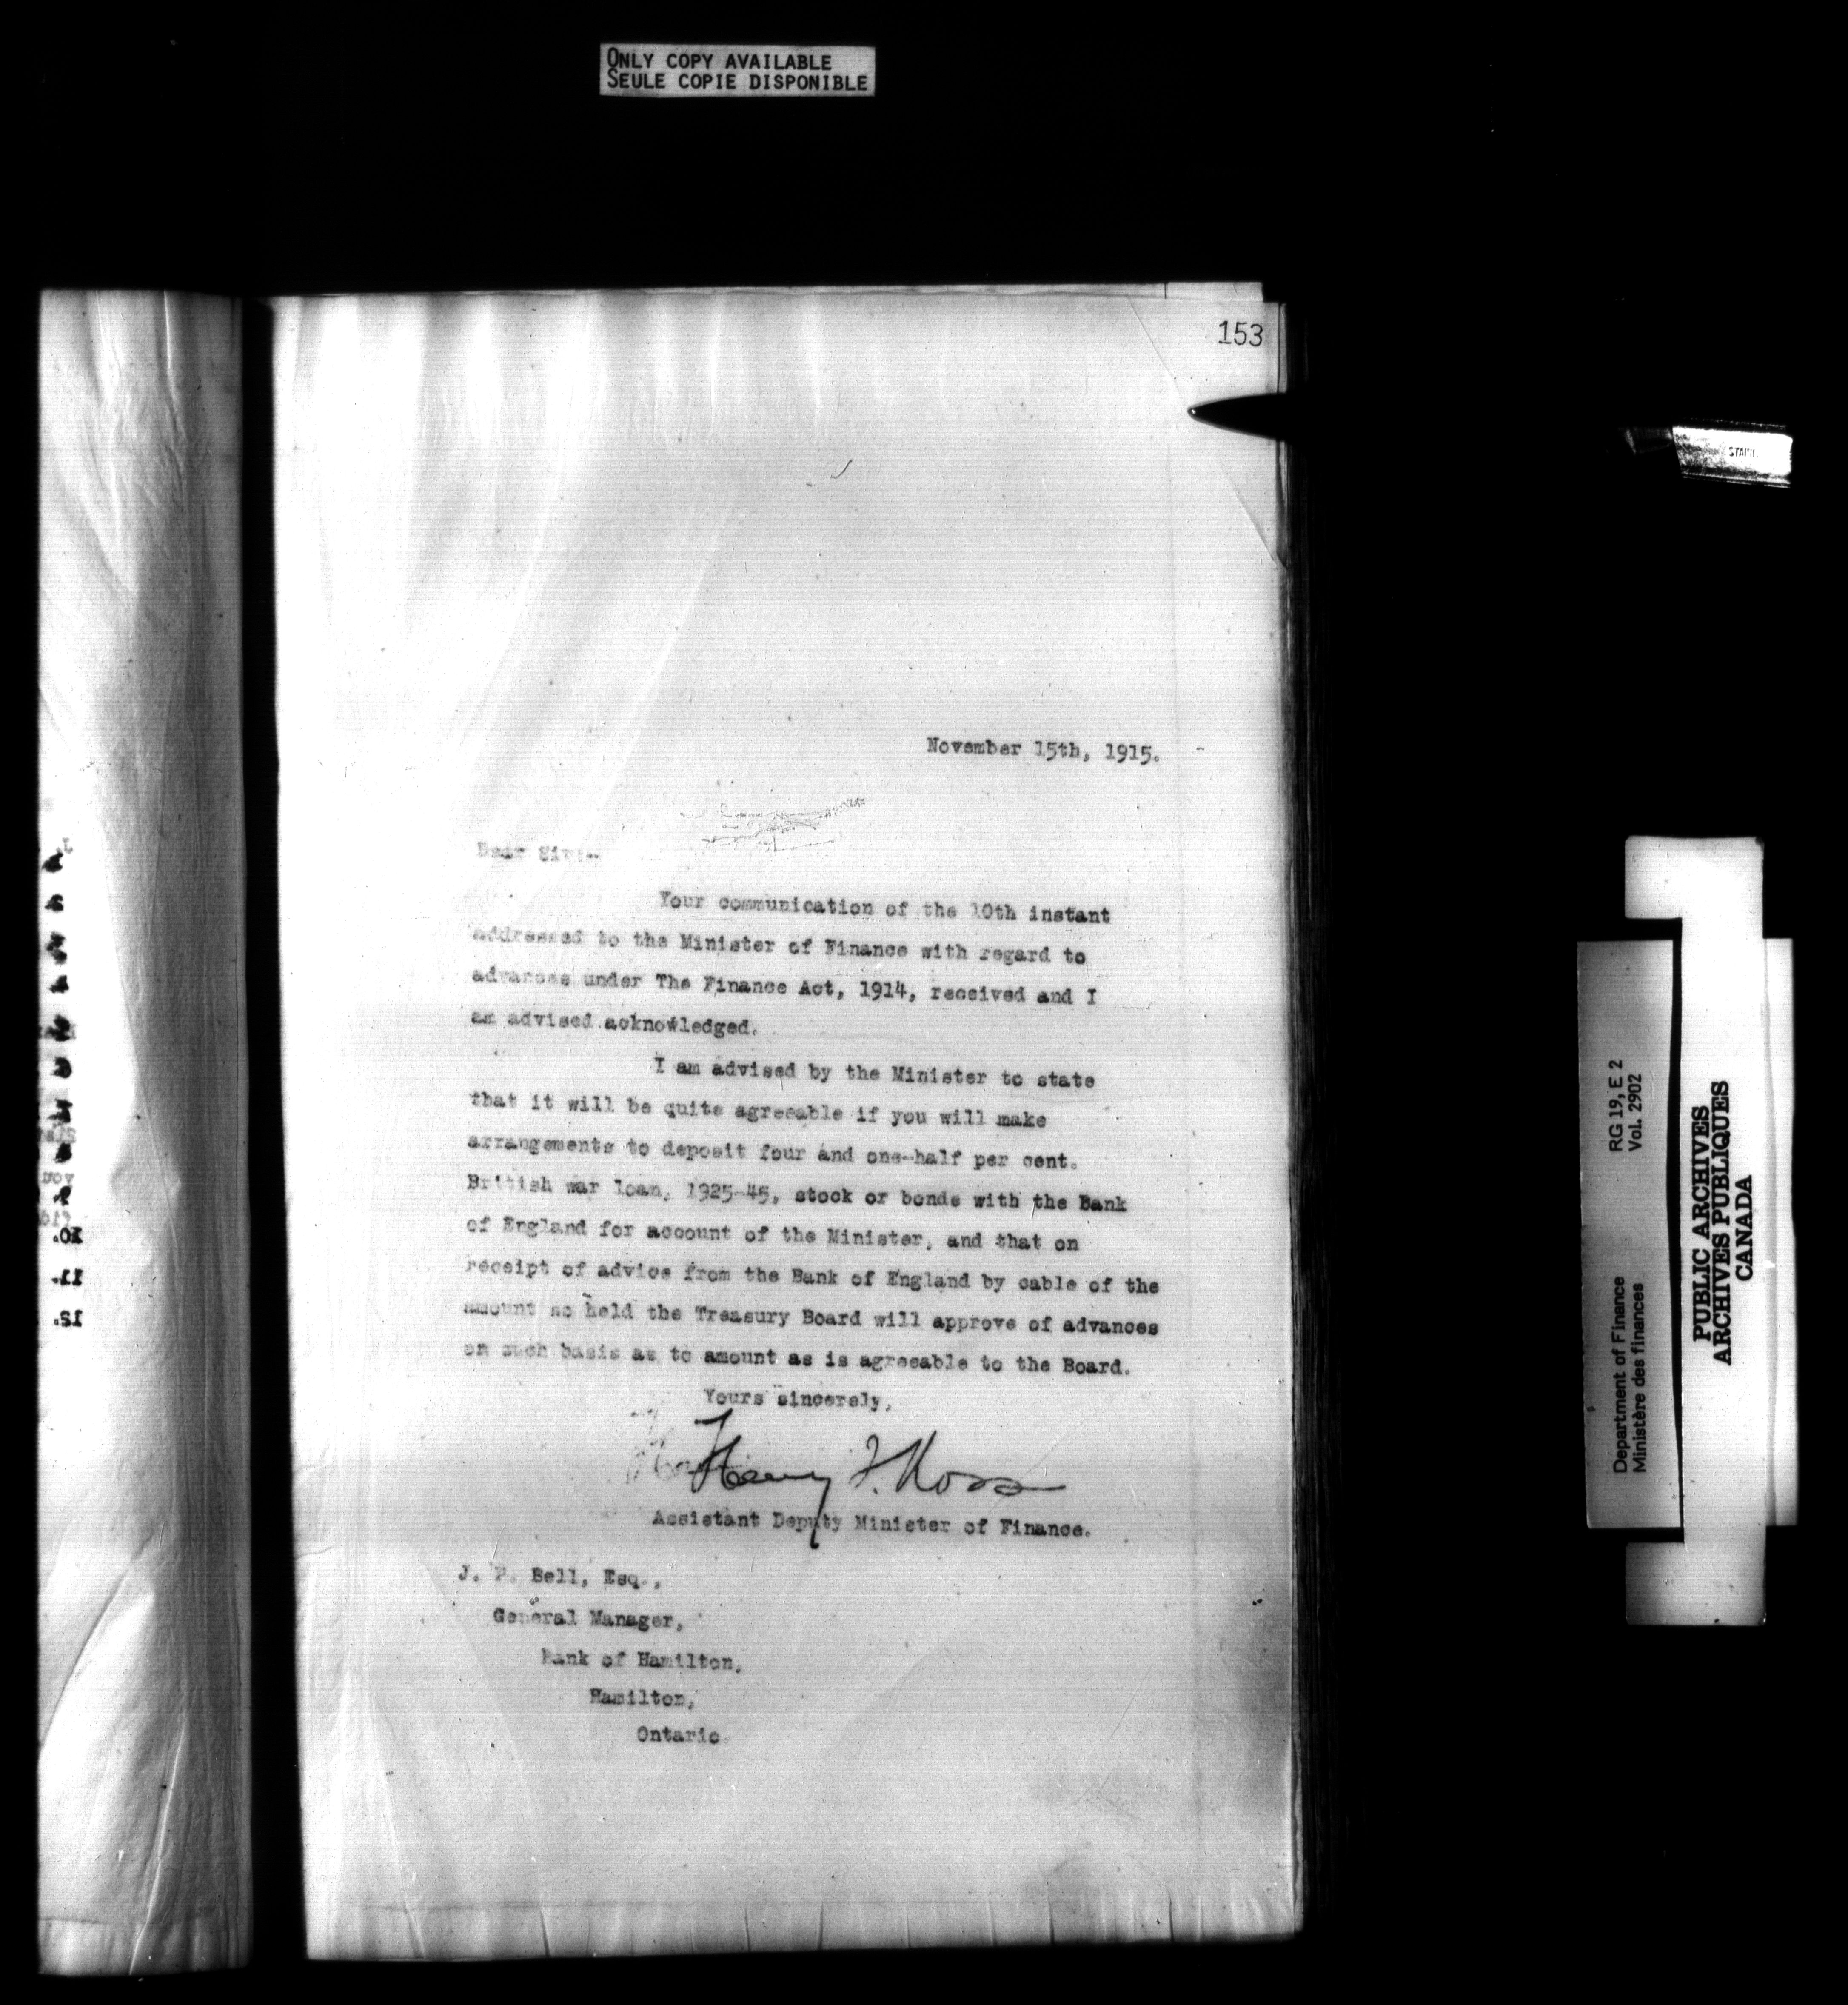 ONLY COPY AVAILABLE
SEULE COPIE DISPONIBLE
153
November 15th, 1915.
Dear Sir:-
Your communication of the 10th instant
addressed to the Minister of Finance with regard to
advances under The Finance Act, 1914, received and I
am advised acknowledged.
I am advised by the Minister to state
that it will be quite agreeable if you will make
arrangements to deposit four and one-half per cent.
British war loan, 1925-45, stock or bonds with the Bank
of England for account of the Minister, and that on
receipt of advice from the Bank of England by cable of the
amount so held the Treasury Board will approve of advances
on such basis as to amount as is agreeable to the Board.
Yours sincerely,
Henry T. Ross
Assistant Deputy Minister of Finance.
J. P. Bell, Esq.,
General Manager,
Bank of Hamilton,
Hamilton,
Ontario.
Department of Finance RG 19, E 2
Ministère des finances Vol. 2902
PUBLIC ARCHIVES
ARCHIVES PUBLIQUES
CANADA